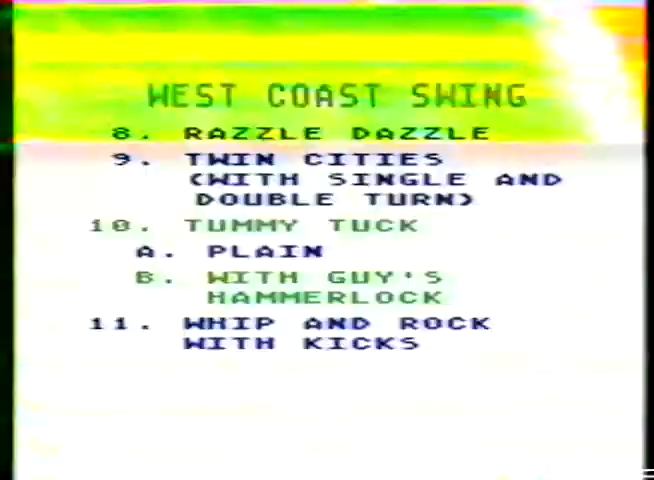 WEST COAST SWING
8. RAZZLE DAZZLE
9. TWIN CITIES
(WITH SINGLE AND
DOUBLE TURN)
10. TUMMY TUCK
A. PLAIN
B. WITH GUY'S
HAMMERLOCK
11. WHIP AND ROCK
WITH KICKS